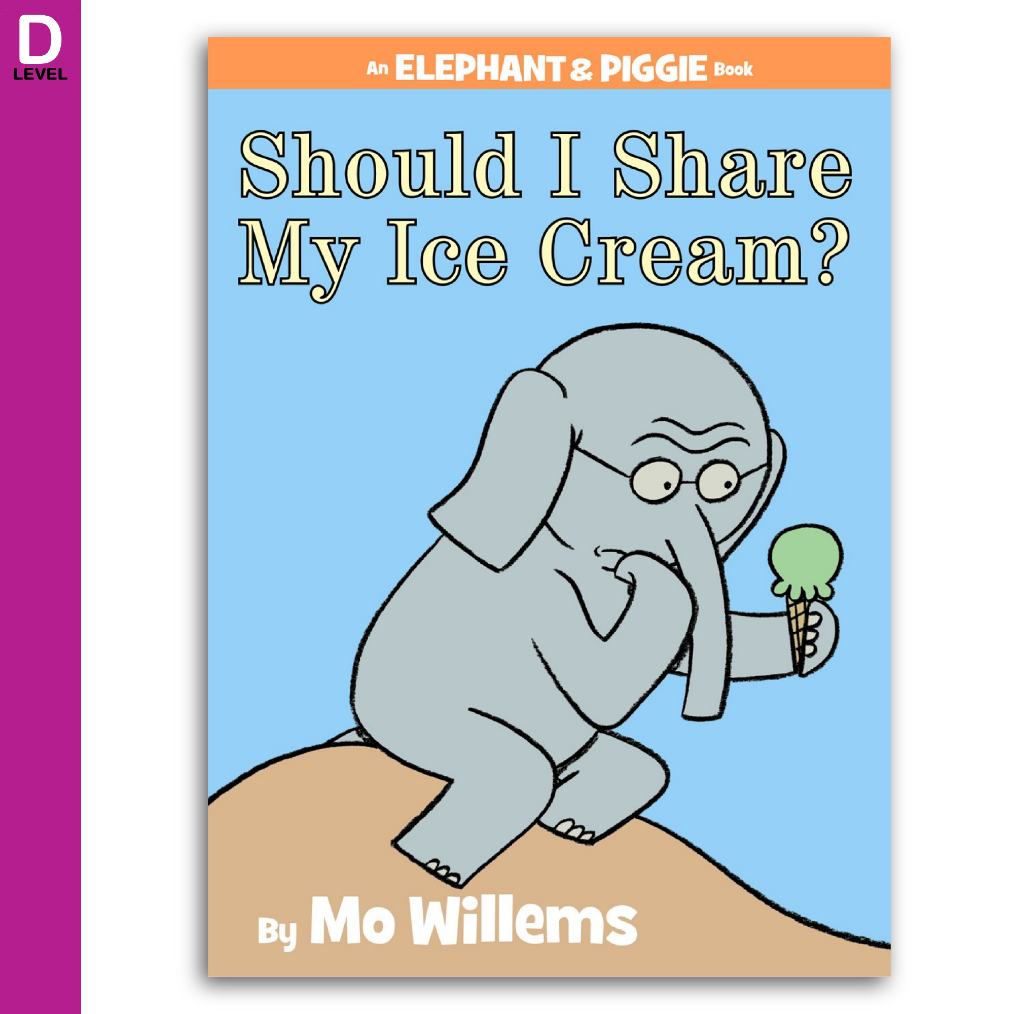 D
LEVEL
An ELEPHANT & PIGGIE Book
Should I Share
My Ice Cream?
By Mo Willems